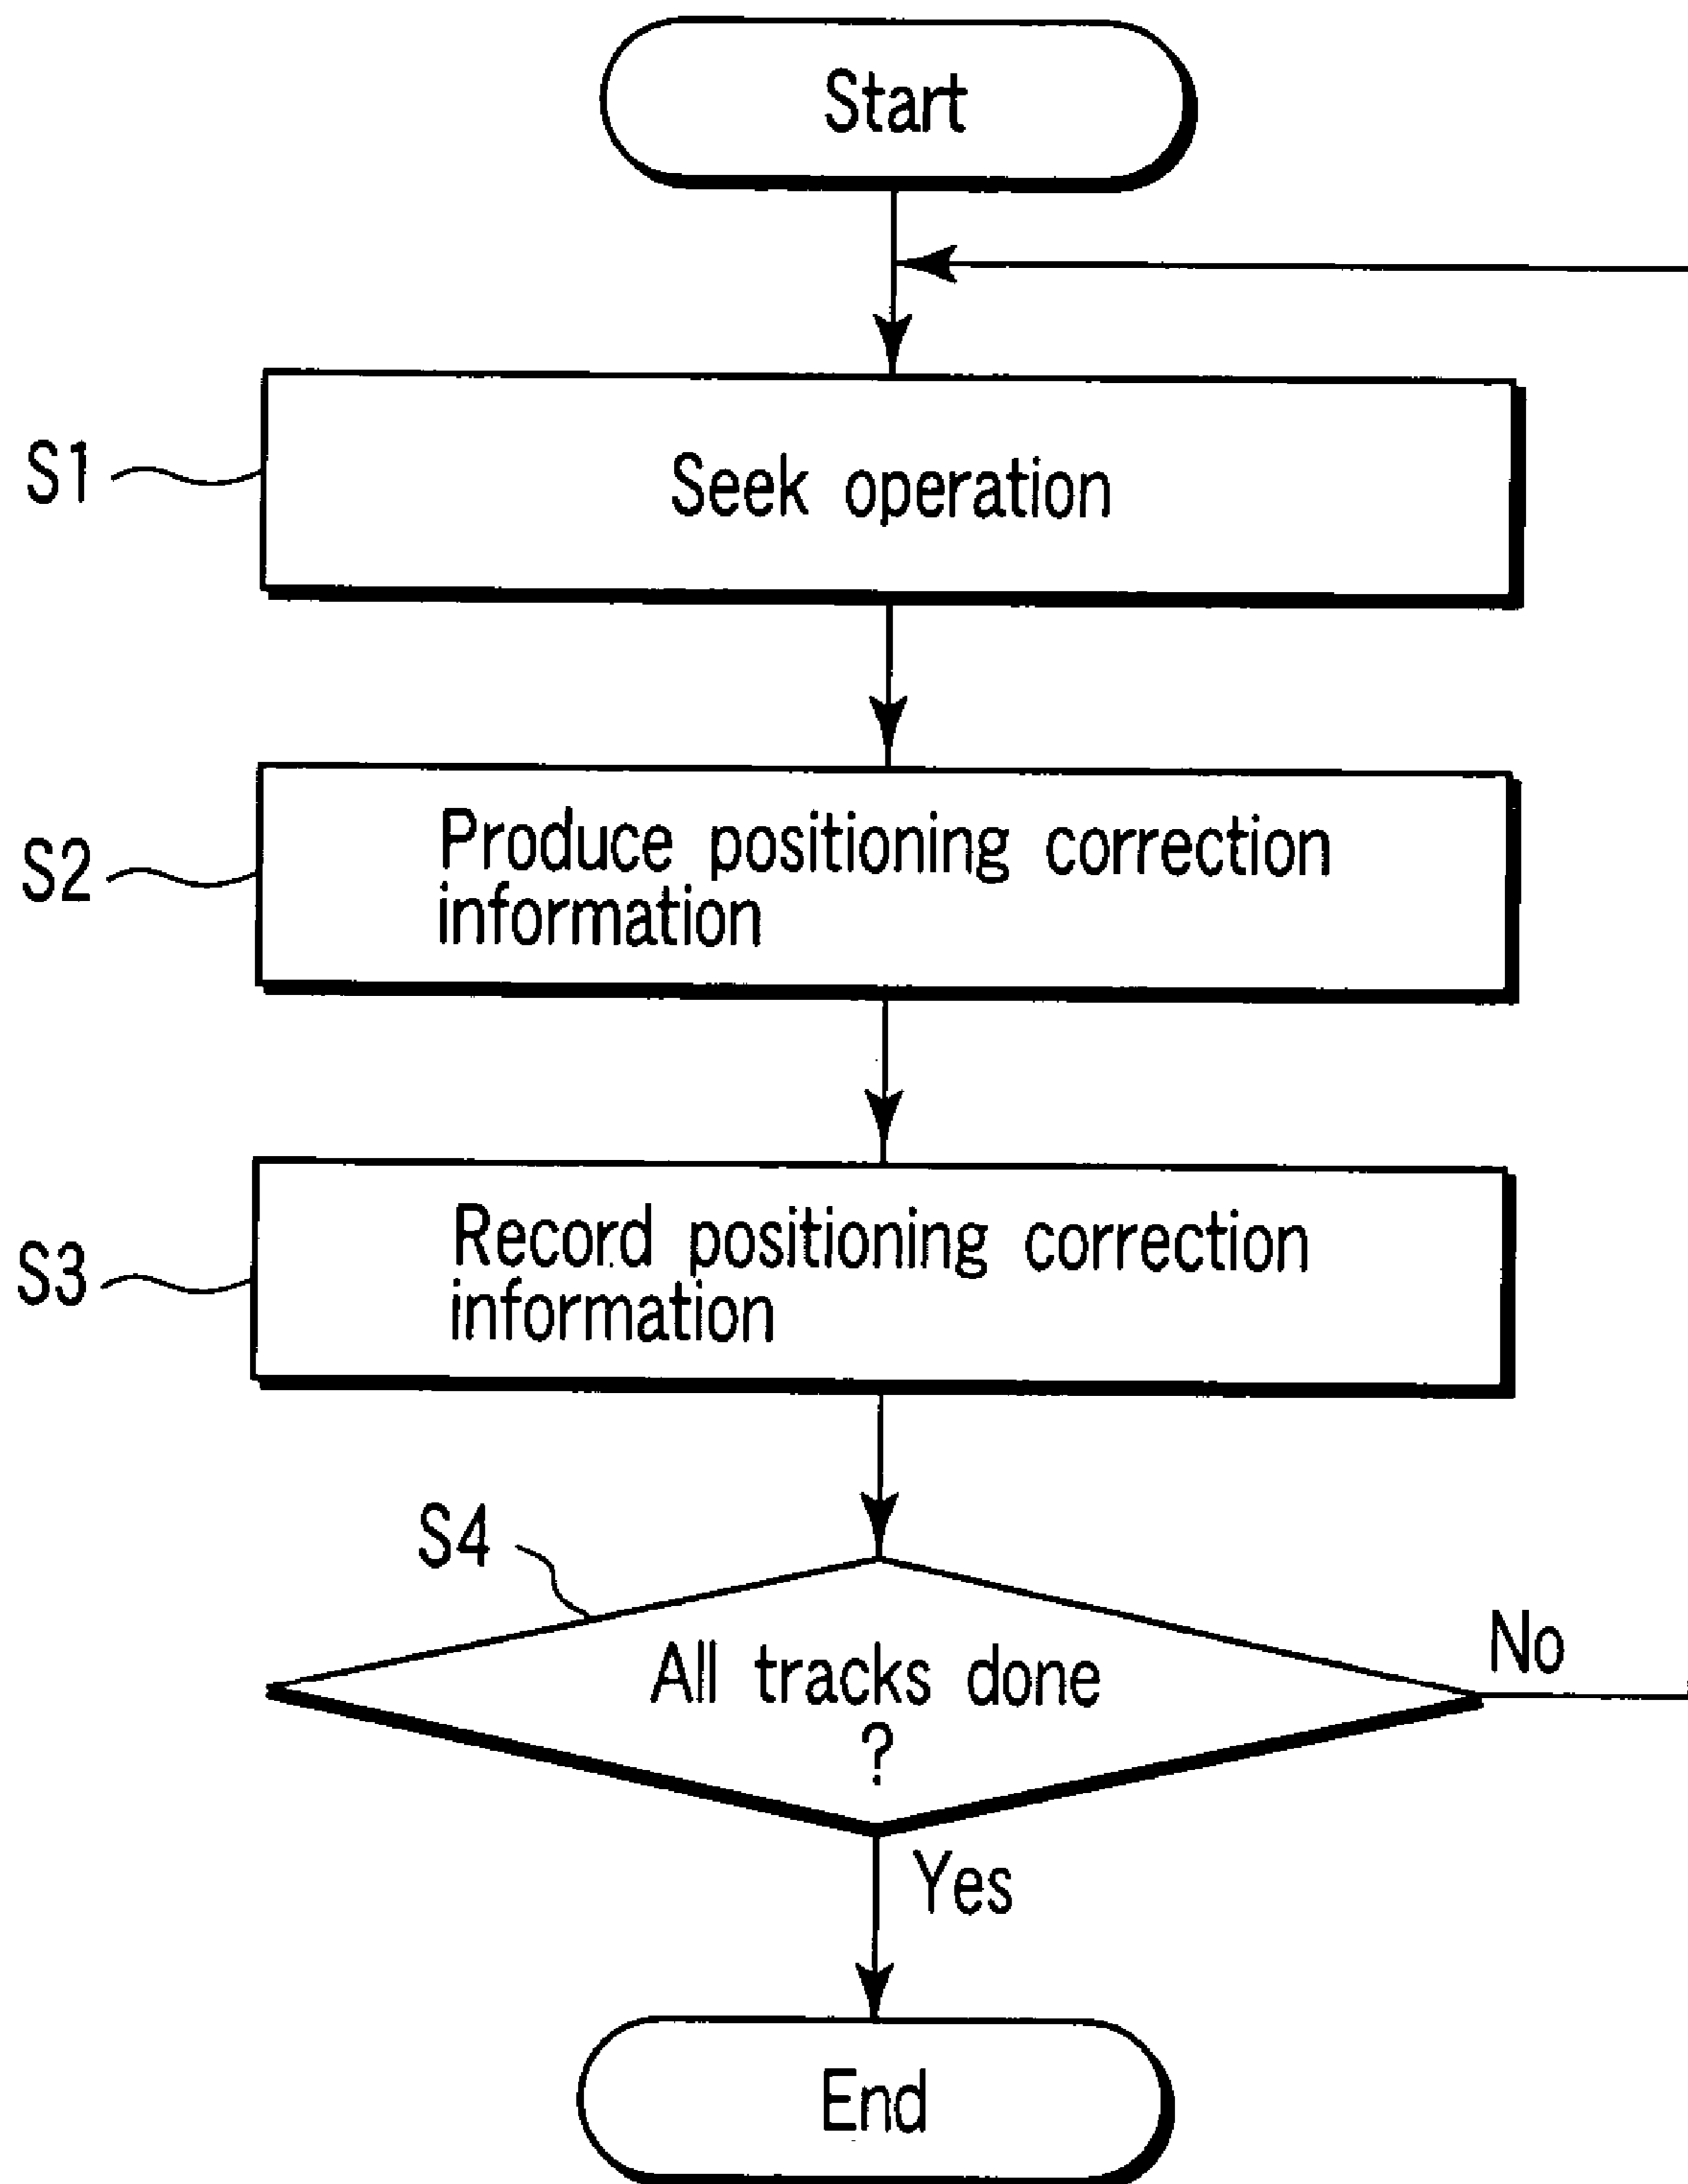 Start
S1
Seek operation
S2
Produce positioning correction
information
S3
Record positioning correction
information
S4
All tracks done
?
No
Yes
End